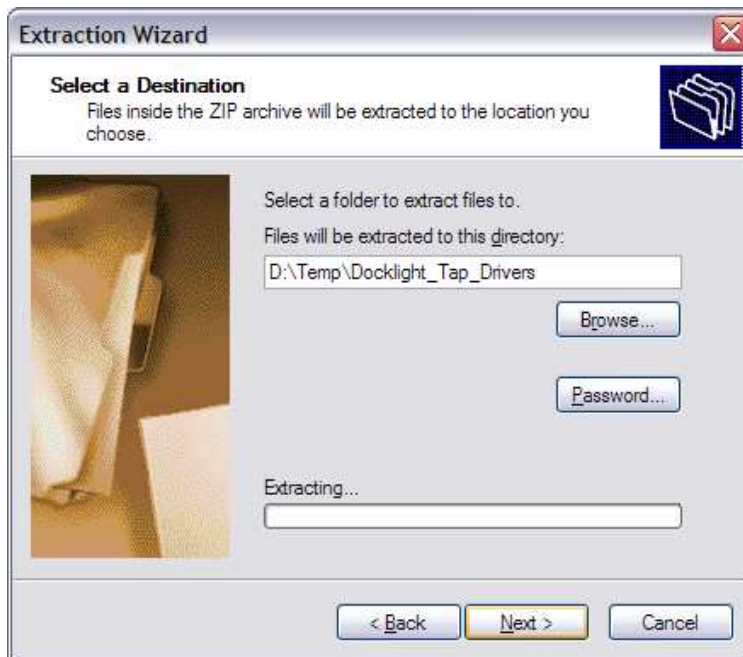 Extraction Wizard
Select a Destination
Files inside the ZIP archive will be extracted to the location you
choose.
Select a folder to extract files to.
Files will be extracted to this directory:
D:\Temp\Docklight_Tap_Drivers
Browse...
Password...
Extracting...
< Back
Next >
Cancel